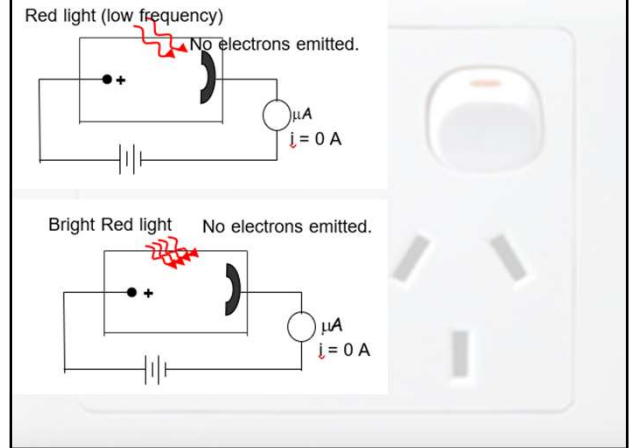 Red light (low frequency)
No electrons emitted.
+
μA
i = 0 A
Bright Red light No electrons emitted.
+
μA
i = 0 A